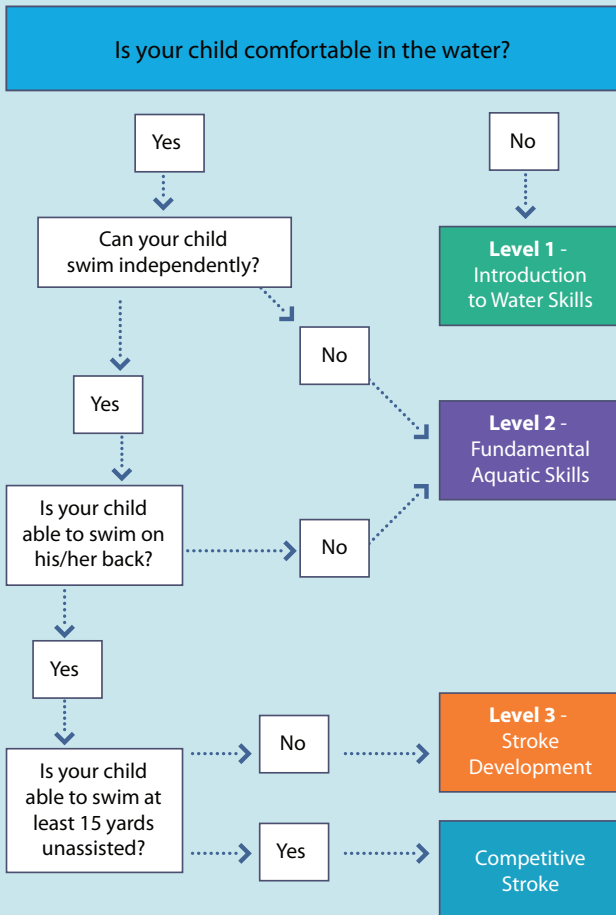 Is your child comfortable in the water?
Yes
No
Can your child
swim independently?
Level 1 -
Introduction
to Water Skills
No
Yes
Level 2 -
Fundamental
Aquatic Skills
Is your child
able to swim on
his/her back?
No
Yes
Level 3 -
Stroke
Development
No
Is your child
able to swim at
least 15 yards
unassisted?
Yes
Competitive
Stroke